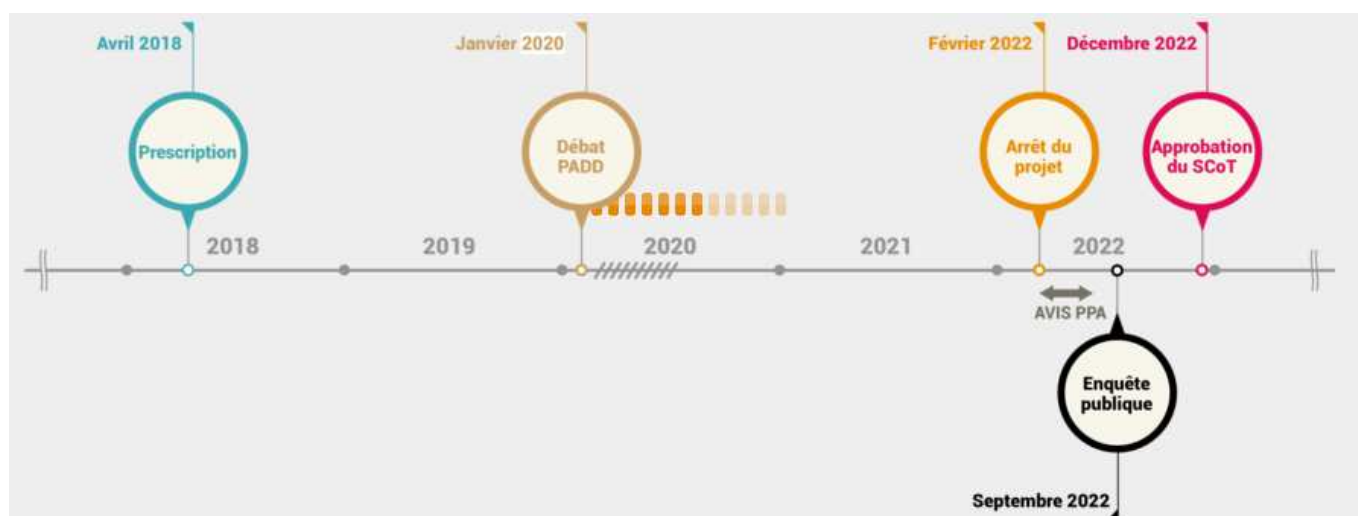 Avril 2018
Janvier 2020
Février 2022
Décembre 2022
Prescription
Débat
PADD
Arrêt du
projet
Approbation
du SCoT
2018
2019
2020
2021
2022
AVIS PPA
Enquête
publique
Septembre 2022